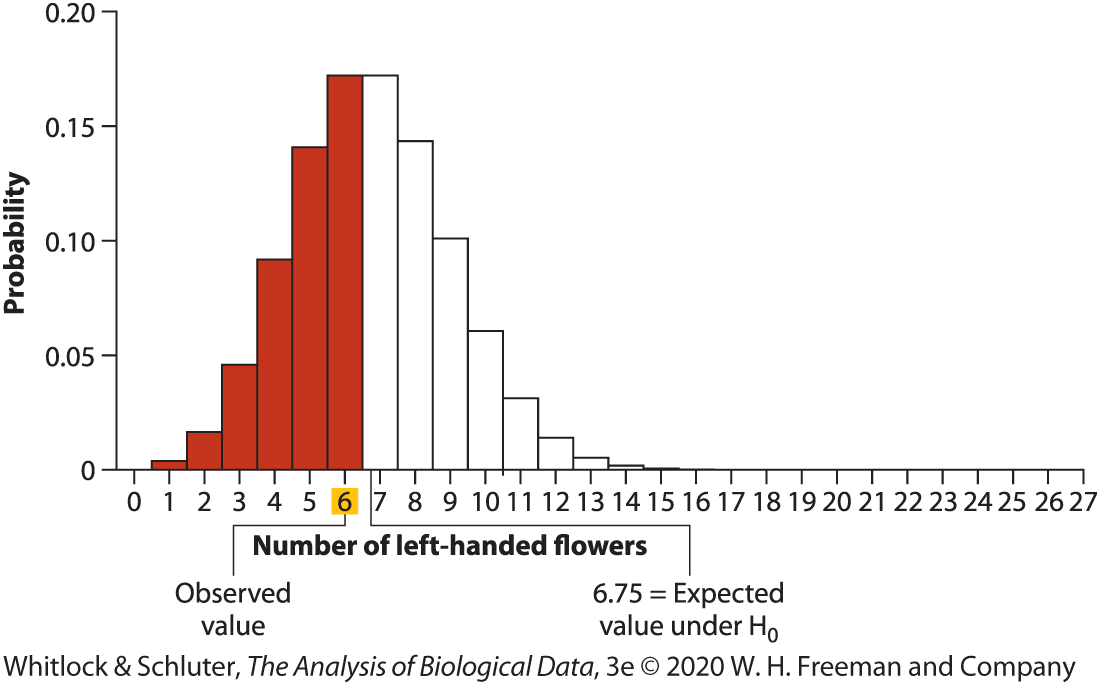 0.20
0.15
0.10
0.05
0
Probability
0 1 2 3 4 5 6 7 8 9 10 11 12 13 14 15 16 17 18 19 20 21 22 23 24 25 26 27
Number of left-handed flowers
Observed
value
6.75 = Expected
value under H₀
Whitlock & Schluter, The Analysis of Biological Data, 3e © 2020 W. H. Freeman and Company